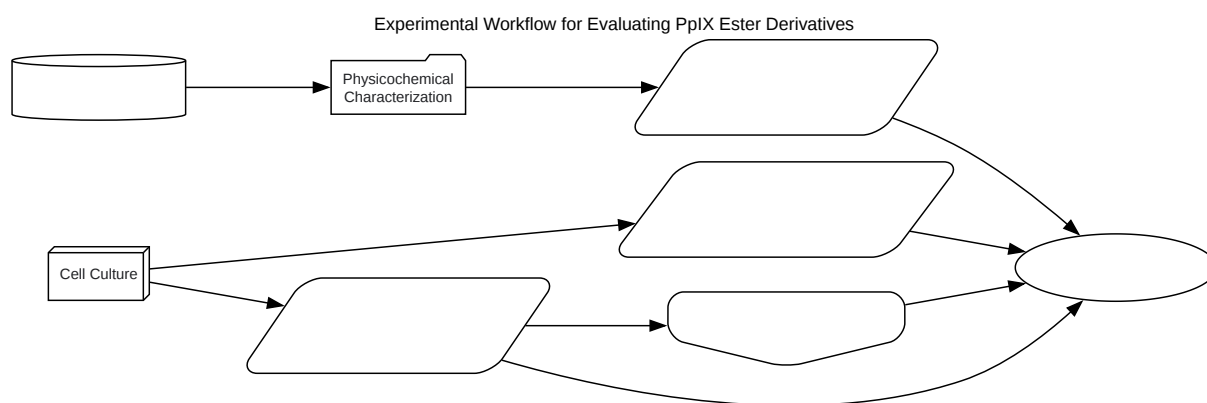 Experimental Workflow for Evaluating PpIX Ester Derivatives
Physicochemical
Characterization
Cell Culture